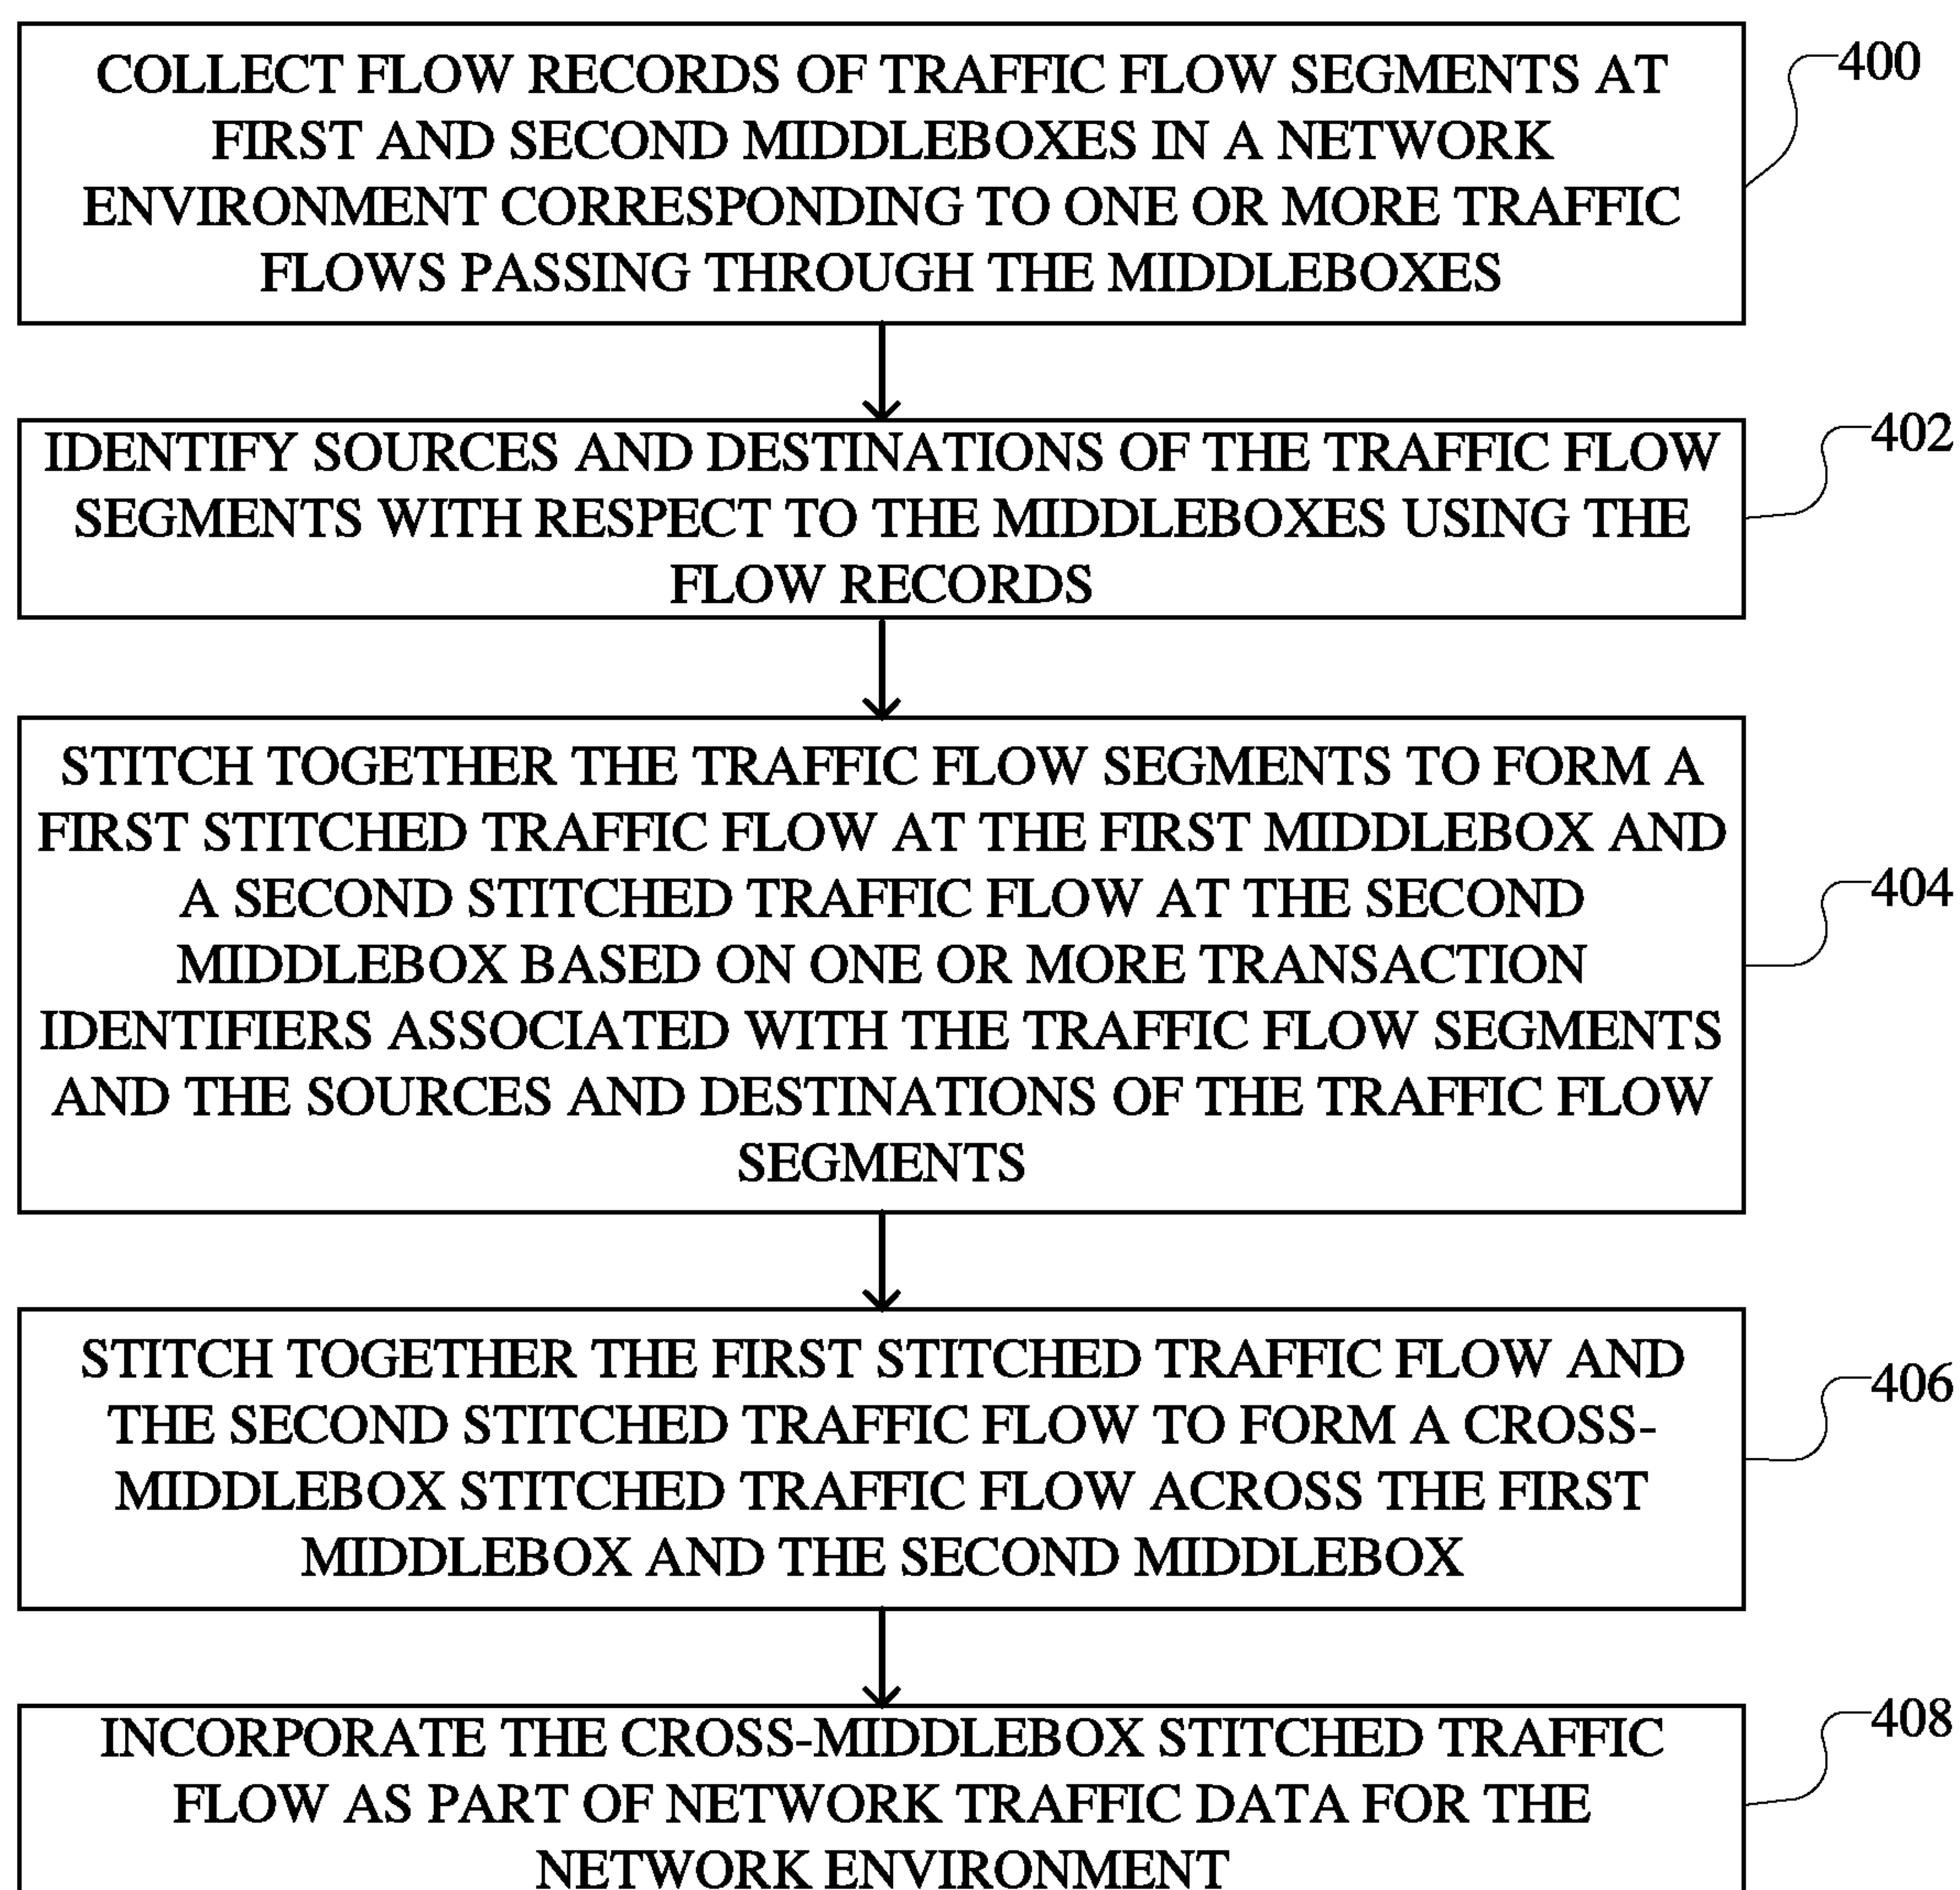 COLLECT FLOW RECORDS OF TRAFFIC FLOW SEGMENTS AT
FIRST AND SECOND MIDDLEBOXES IN A NETWORK
ENVIRONMENT CORRESPONDING TO ONE OR MORE TRAFFIC
FLOWS PASSING THROUGH THE MIDDLEBOXES
400
IDENTIFY SOURCES AND DESTINATIONS OF THE TRAFFIC FLOW
SEGMENTS WITH RESPECT TO THE MIDDLEBOXES USING THE
FLOW RECORDS
402
STITCH TOGETHER THE TRAFFIC FLOW SEGMENTS TO FORM A
FIRST STITCHED TRAFFIC FLOW AT THE FIRST MIDDLEBOX AND
A SECOND STITCHED TRAFFIC FLOW AT THE SECOND
MIDDLEBOX BASED ON ONE OR MORE TRANSACTION
IDENTIFIERS ASSOCIATED WITH THE TRAFFIC FLOW SEGMENTS
AND THE SOURCES AND DESTINATIONS OF THE TRAFFIC FLOW
SEGMENTS
404
STITCH TOGETHER THE FIRST STITCHED TRAFFIC FLOW AND
THE SECOND STITCHED TRAFFIC FLOW TO FORM A CROSS-
MIDDLEBOX STITCHED TRAFFIC FLOW ACROSS THE FIRST
MIDDLEBOX AND THE SECOND MIDDLEBOX
406
INCORPORATE THE CROSS-MIDDLEBOX STITCHED TRAFFIC
FLOW AS PART OF NETWORK TRAFFIC DATA FOR THE
NETWORK ENVIRONMENT
408